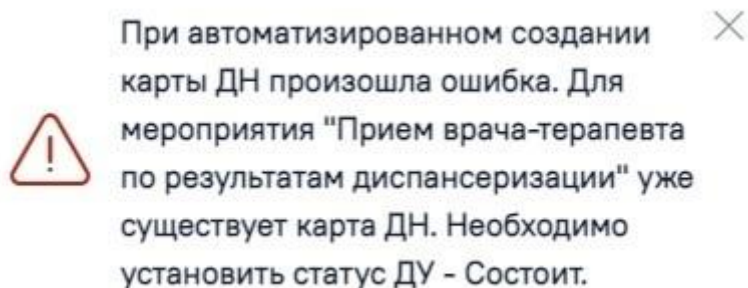 При автоматизированном создании
карты ДН произошла ошибка. Для
мероприятия "Прием врача-терапевта
по результатам диспансеризации" уже
существует карта ДН. Необходимо
установить статус ДУ - Состоит.